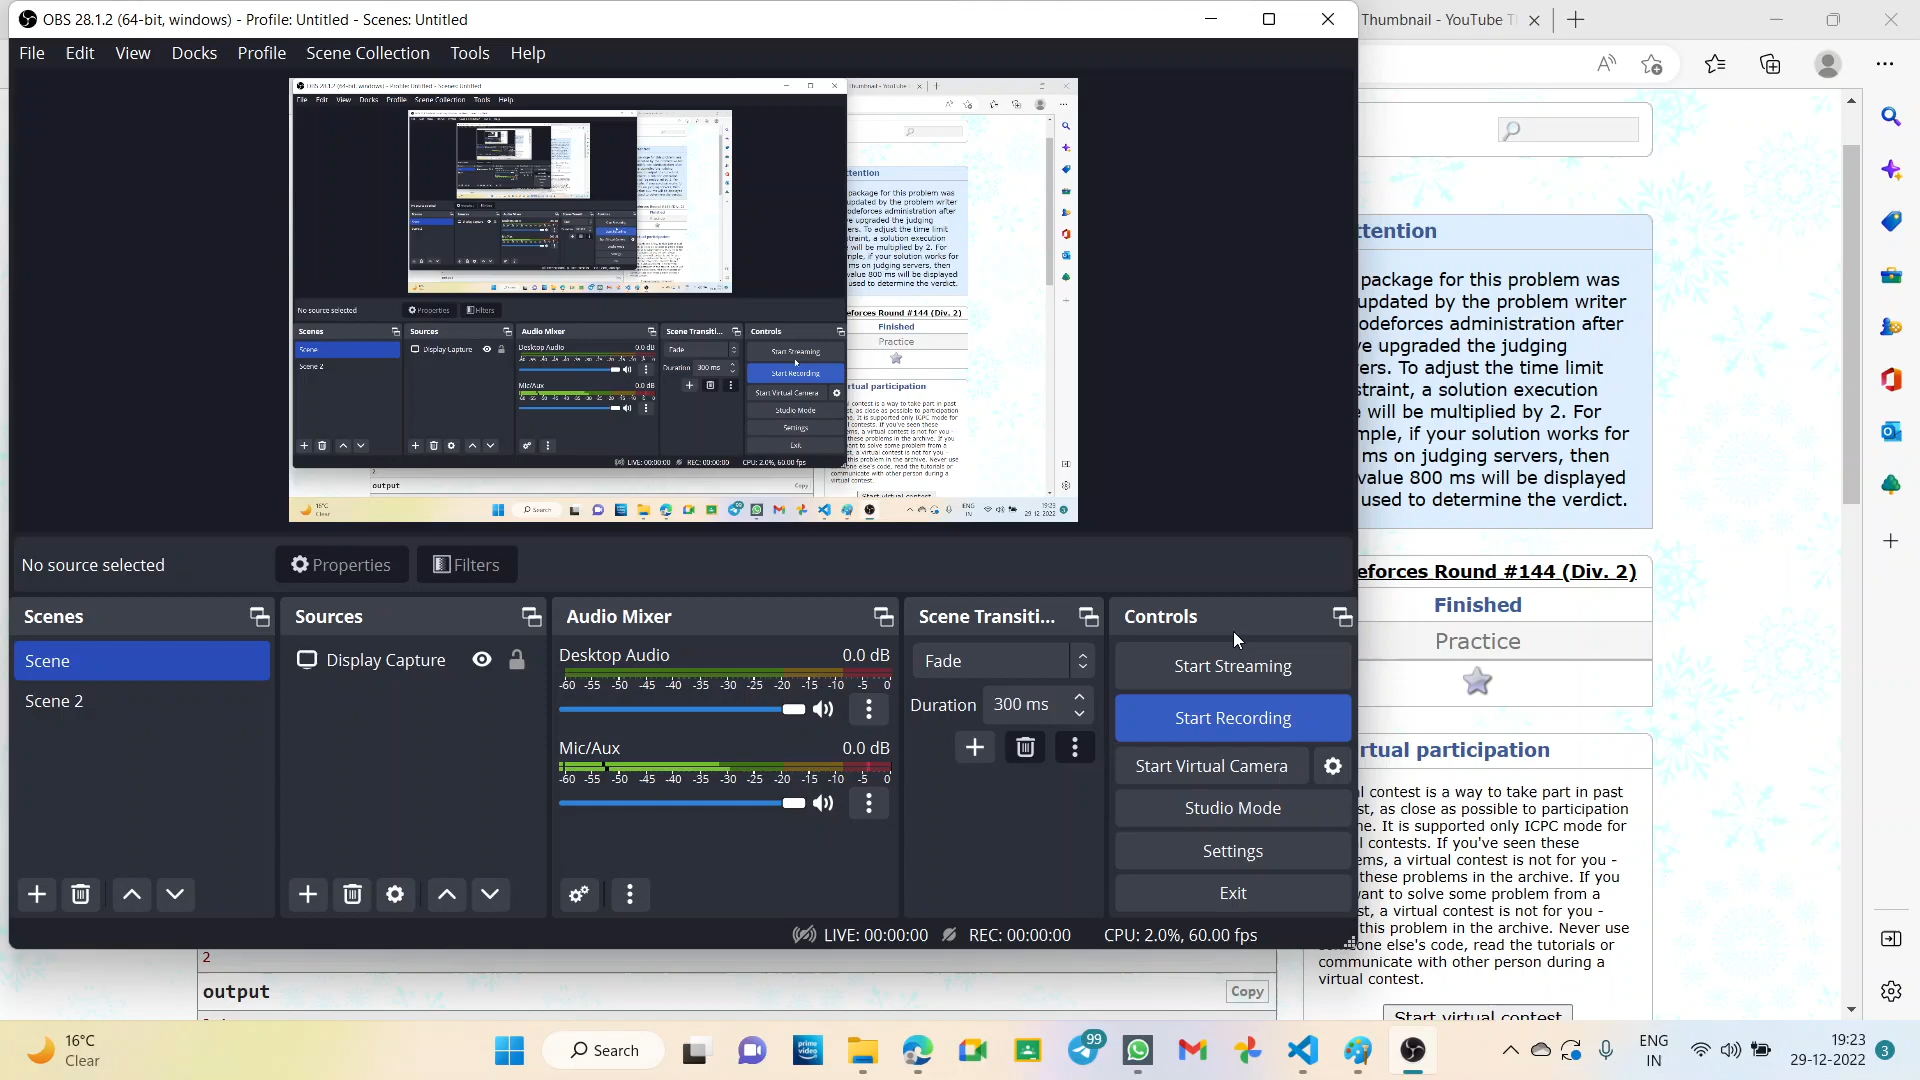 OBS 28.1.2 (64-bit, windows) - Profile: Untitled - Scenes: Untitled
Thumbnail - YouTube T
File Edit View Docks Profile Scene Collection Tools Help
ttention
package for this problem was
updated by the problem writer
odeforces administration after
ve upgraded the judging
ers. To adjust the time limit
straint, a solution execution
will be multiplied by 2. For
mple, if your solution works for
ms on judging servers, then
value 800 ms will be displayed
used to determine the verdict.
eforces Round #144 (Div. 2)
Finished
Practice
rtual participation
l contest is a way to take part in past
st, as close as possible to participation
ne. It is supported only ICPC mode for
l contests. If you've seen these
ems, a virtual contest is not for you -
these problems in the archive. If you
ant to solve some problem from a
st, a virtual contest is not for you -
this problem in the archive. Never use
one else's code, read the tutorials or
communicate with other person during a
virtual contest.
Start virtual contest
No source selected Properties Filters
Scenes
Scene
Scene 2
Sources
Display Capture
Audio Mixer
Desktop Audio 0.0 dB
-60 -55 -50 -45 -40 -35 -30 -25 -20 -15 -10 -5 0
Mic/Aux 0.0 dB
-60 -55 -50 -45 -40 -35 -30 -25 -20 -15 -10 -5 0
Scene Transiti...
Fade
Duration 300 ms
Controls
Start Streaming
Start Recording
Start Virtual Camera
Studio Mode
Settings
Exit
LIVE: 00:00:00 REC: 00:00:00 CPU: 2.0%, 60.00 fps
2
output Copy
16°C
Clear
Search
prime video
99
ENG
IN
19:23
29-12-2022
3